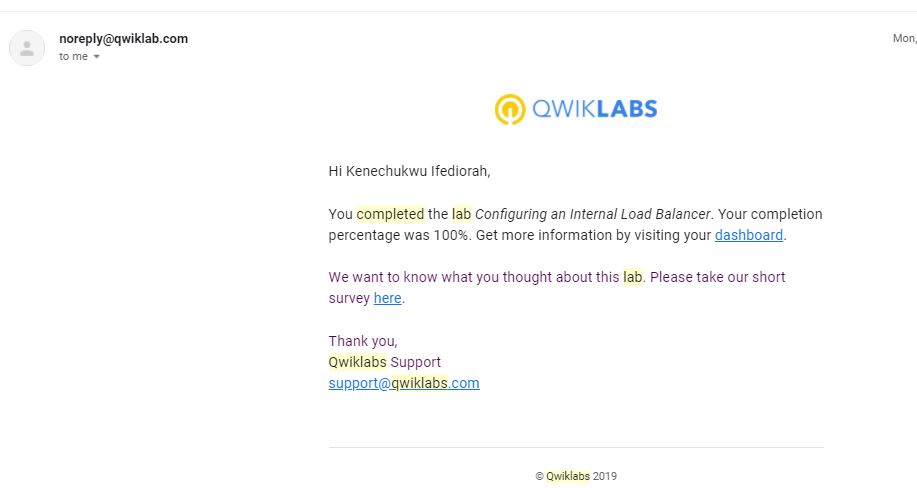 noreply@qwiklab.com
Mon,
to me
QWIKLABS
Hi Kenechukwu Ifediorah,
You completed the lab Configuring an Internal Load Balancer. Your completion
percentage was 100%. Get more information by visiting your dashboard.
We want to know what you thought about this lab. Please take our short
survey here.
Thank you,
Qwiklabs Support
support@qwiklabs.com
© Qwiklabs 2019